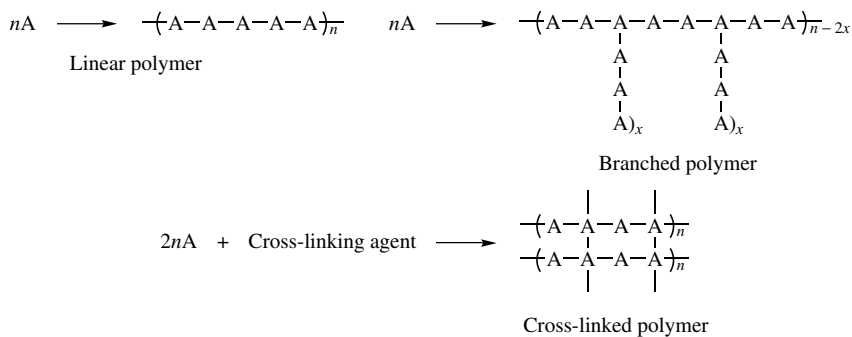 nA ⟶ —(A—A—A—A—A)—n
Linear polymer
nA ⟶ —(A—A—A—A—A—A—A—A)—n – 2x
A A
A A
A)x A)x
Branched polymer
2nA + Cross-linking agent ⟶ —(A—A—A—A)—n
—(A—A—A—A)—n
Cross-linked polymer